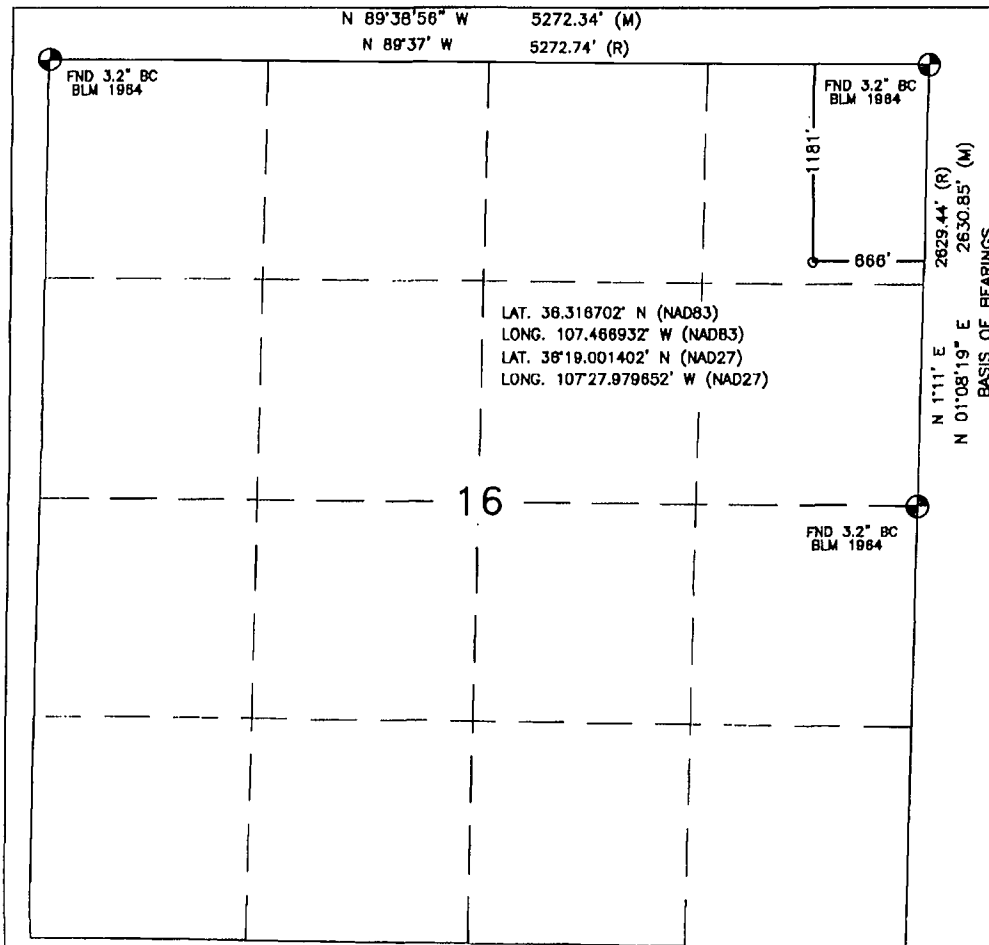 N 89°38'56" W 5272.34' (M)
N 89°37' W 5272.74' (R)
FND 3.2" BC
BLM 1964
FND 3.2" BC
BLM 1964
1181'
666'
2629.44' (R)
2630.85' (M)
N 1°11' E
N 01°08'19" E
BASIS OF BEARINGS
LAT. 36.316702° N (NAD83)
LONG. 107.466932° W (NAD83)
LAT. 36°19.001402' N (NAD27)
LONG. 107°27.979652' W (NAD27)
16
FND 3.2" BC
BLM 1964